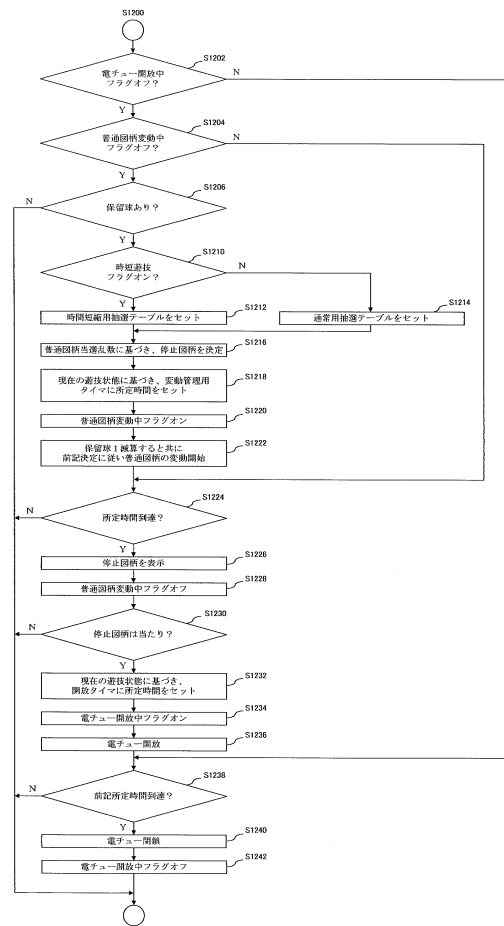 S1200
S1202
電チュー開放中
フラグオフ？
N
Y
S1204
普通図柄変動中
フラグオフ？
N
Y
S1206
N
保留球あり？
Y
S1210
時短遊技
フラグオン？
N
Y
S1212
時間短縮用抽選テーブルをセット
S1214
通常用抽選テーブルをセット
S1216
普通図柄当選乱数に基づき、停止図柄を決定
S1218
現在の遊技状態に基づき、変動管理用
タイマに所定時間をセット
S1220
普通図柄変動中フラグオン
S1222
保留球１減算すると共に
前記決定に従い普通図柄の変動開始
S1224
N
所定時間到達？
Y
S1226
停止図柄を表示
S1228
普通図柄変動中フラグオフ
S1230
N
停止図柄は当たり？
Y
S1232
現在の遊技状態に基づき、
開放タイマに所定時間をセット
S1234
電チュー開放中フラグオン
S1236
電チュー開放
S1238
N
前記所定時間到達？
Y
S1240
電チュー閉鎖
S1242
電チュー開放中フラグオフ